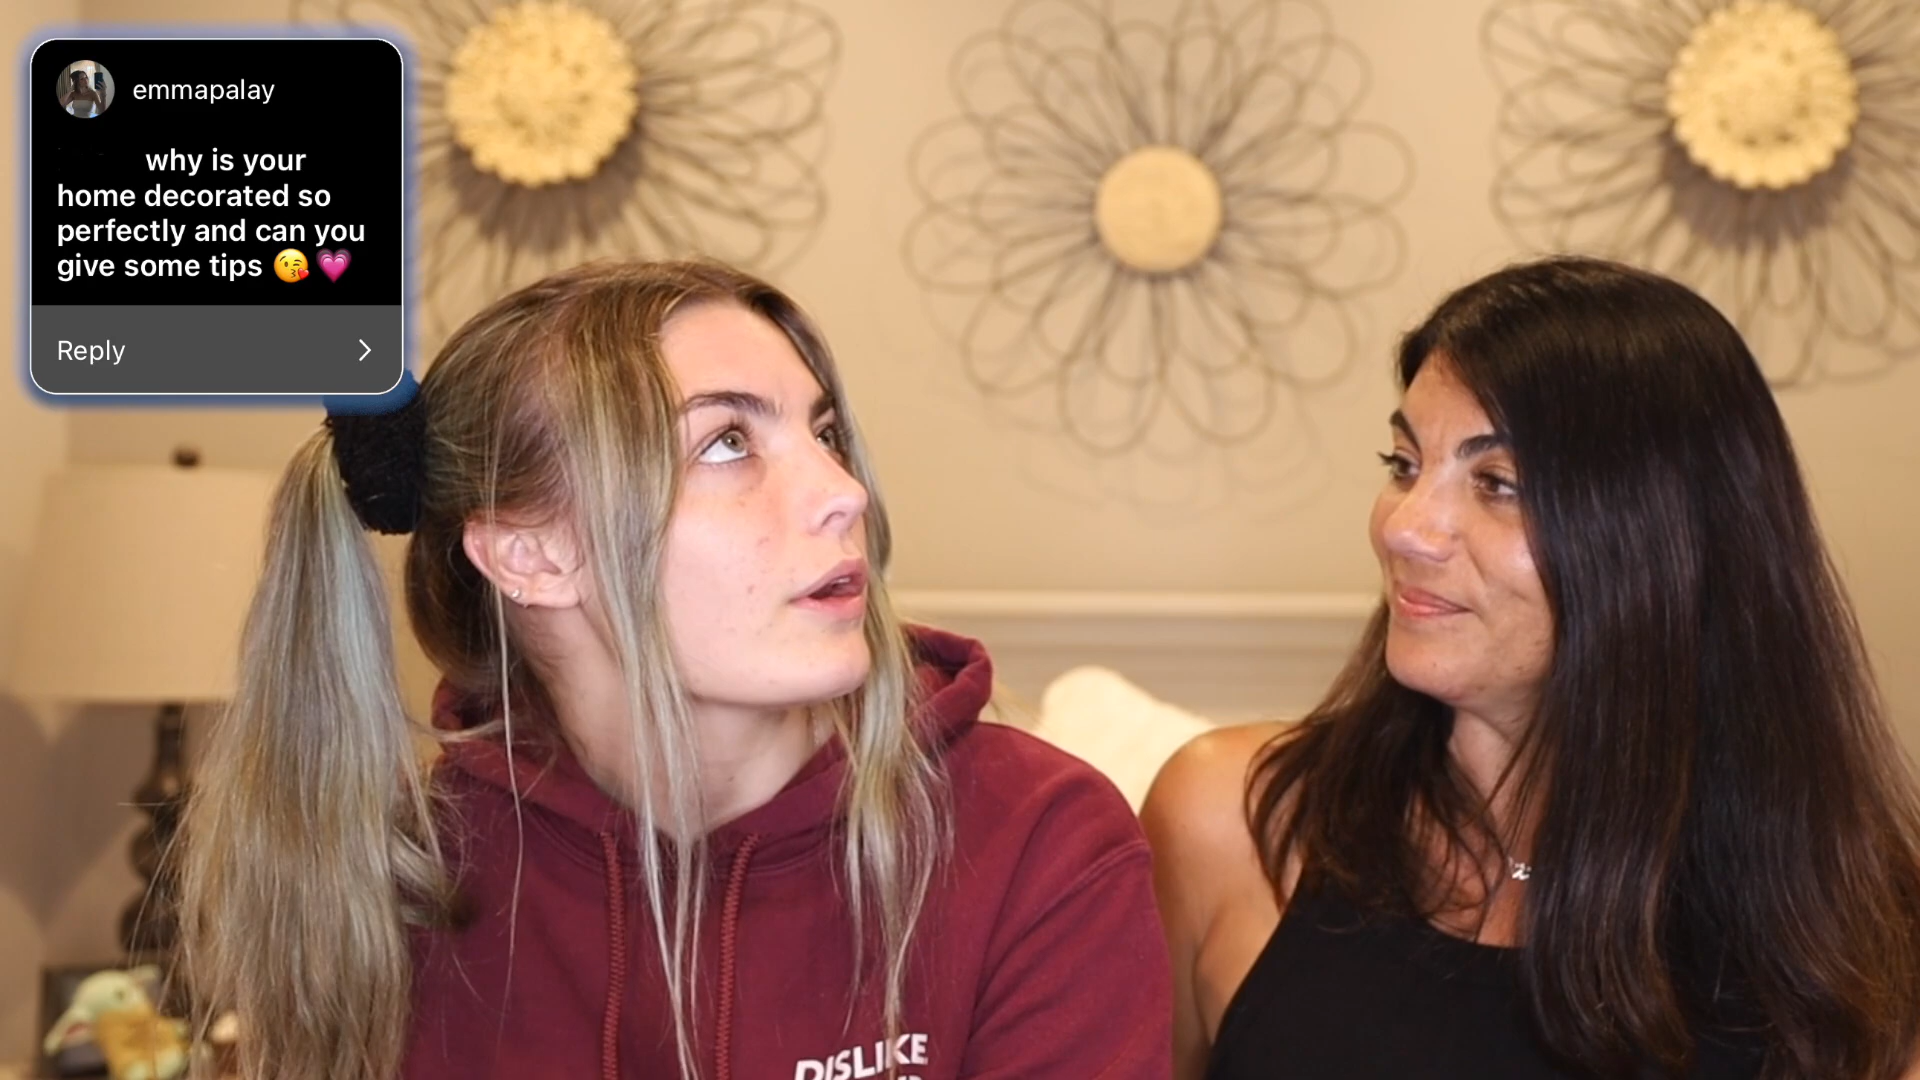 emmapalay
why is your
home decorated so
perfectly and can you
give some tips 😘💗
Reply
DISLIKE